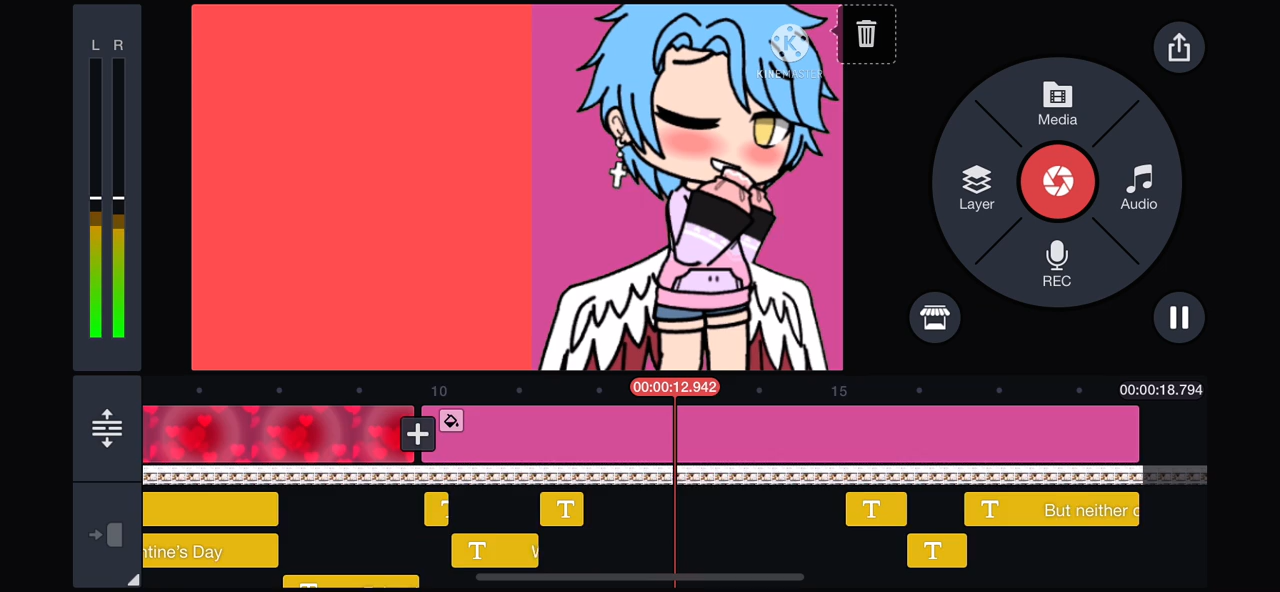 L R
KINEMASTER
Media
Layer
Audio
REC
10
00:00:12.942
15
00:00:18.794
T
T
T
But neither
ntine's Day
T
T